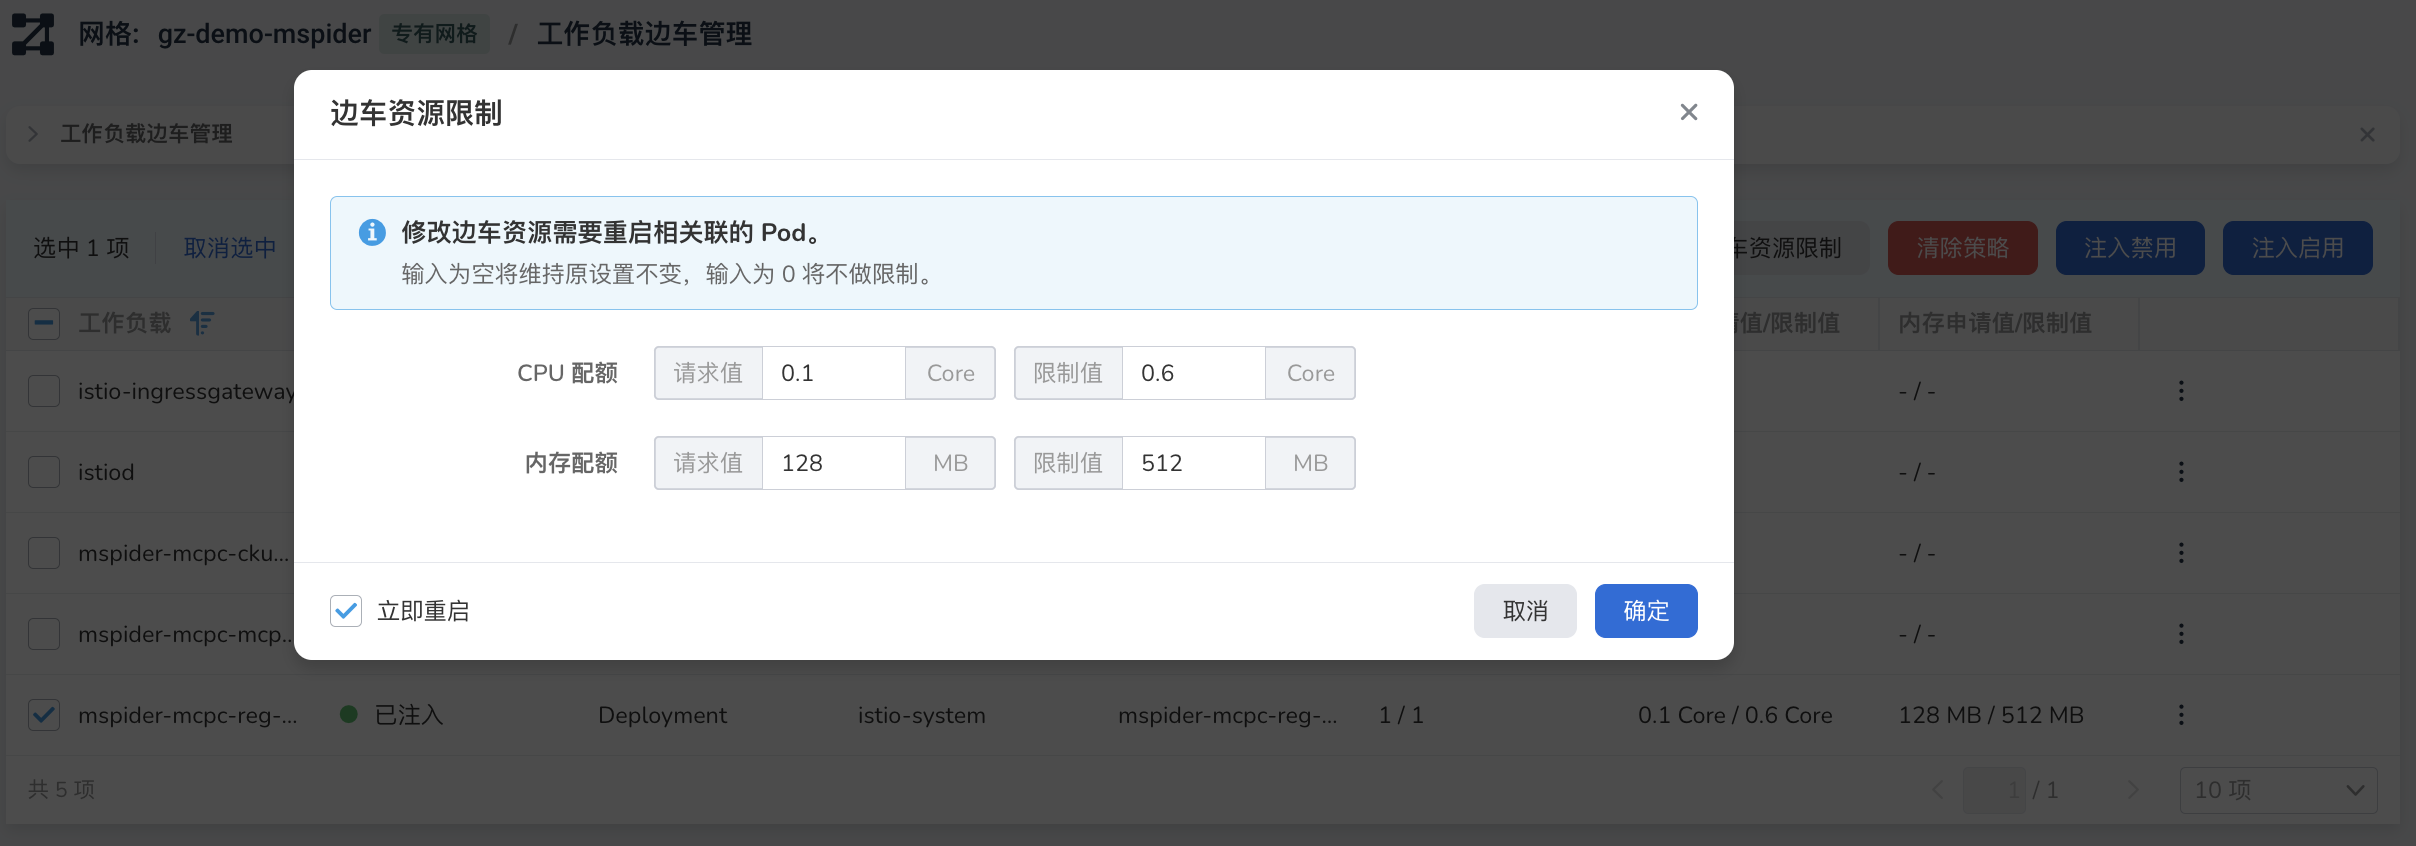 网格: gz-demo-mspider 专有网格 / 工作负载边车管理
边车资源限制
工作负载边车管理
修改边车资源需要重启相关联的 Pod。
输入为空将维持原设置不变，输入为 0 将不做限制。
选中 1 项 取消选中 车资源限制 清除策略 注入禁用 注入启用
工作负载 请值/限制值 内存申请值/限制值
CPU 配额 请求值 0.1 Core 限制值 0.6 Core
istio-ingressgateway - / -
内存配额 请求值 128 MB 限制值 512 MB
istiod - / -
mspider-mcpc-cku... - / -
立即重启 取消 确定
mspider-mcpc-mcp... - / -
mspider-mcpc-reg-... 已注入 Deployment istio-system mspider-mcpc-reg-... 1 / 1 0.1 Core / 0.6 Core 128 MB / 512 MB
共 5 项 1 / 1 10 项